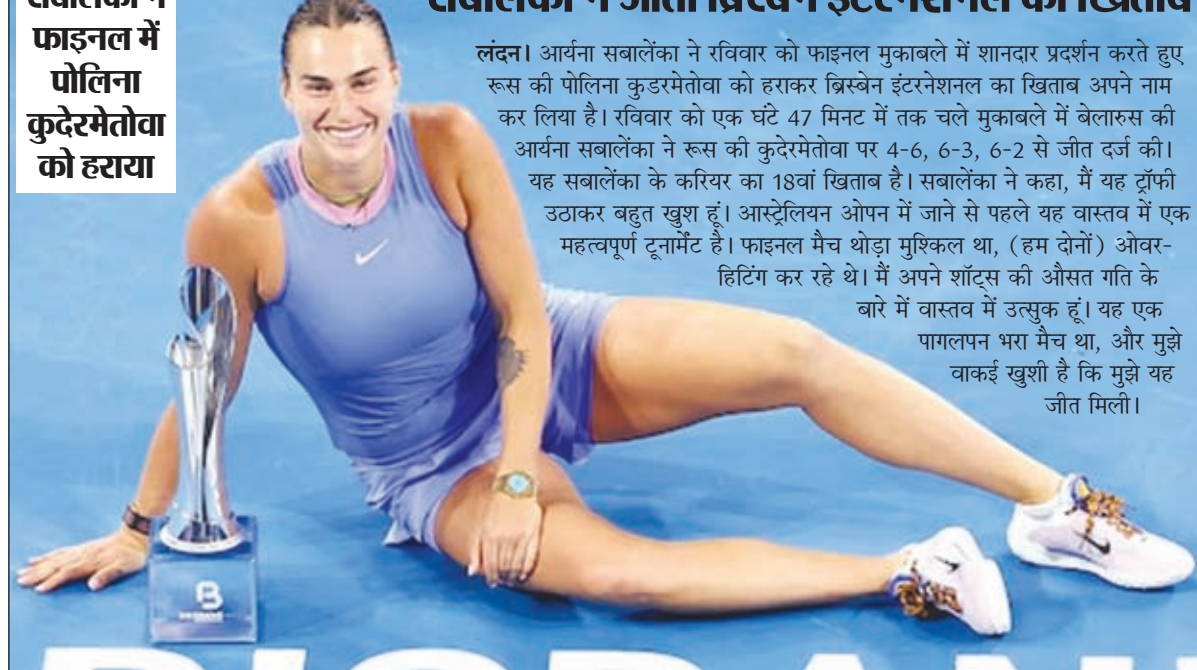 सबालेंका ने
फाइनल में
पोलिना
कुदेरमेतोवा
को हराया
सबालेंका ने जीता ब्रिस्बेन इंटरनेशनल का खिताब
लंदन। आर्यना सबालेंका ने रविवार को फाइनल मुकाबले में शानदार प्रदर्शन करते हुए
रूस की पोलिना कुडरमेतोवा को हराकर ब्रिस्बेन इंटरनेशनल का खिताब अपने नाम
कर लिया है। रविवार को एक घंटे 47 मिनट में तक चले मुकाबले में बेलारुस की
आर्यना सबालेंका ने रूस की कुदेरमेतोवा पर 4-6, 6-3, 6-2 से जीत दर्ज की।
यह सबालेंका के करियर का 18वां खिताब है। सबालेंका ने कहा, मैं यह ट्रॉफी
उठाकर बहुत खुश हूं। आस्ट्रेलियन ओपन में जाने से पहले यह वास्तव में एक
महत्वपूर्ण टूनार्मेंट है। फाइनल मैच थोड़ा मुश्किल था, (हम दोनों) ओवर-
हिटिंग कर रहे थे। मैं अपने शॉट्स की औसत गति के
बारे में वास्तव में उत्सुक हूं। यह एक
पागलपन भरा मैच था, और मुझे
वाकई खुशी है कि मुझे यह
जीत मिली।
B